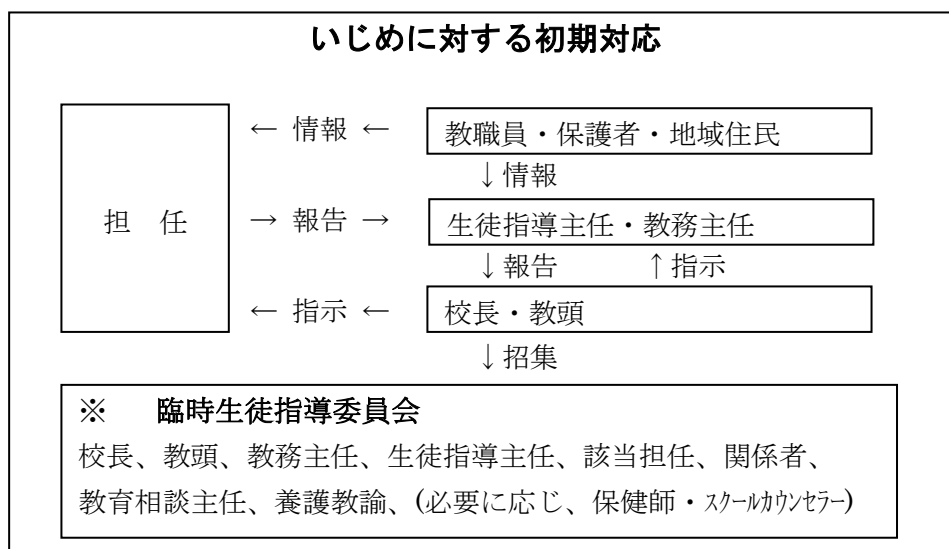 いじめに対する初期対応
← 情報 ← 教職員・保護者・地域住民
↓情報
担 任 → 報告 → 生徒指導主任・教務主任
↓報告 ↑指示
← 指示 ← 校長・教頭
↓招集
※ 臨時生徒指導委員会
校長、教頭、教務主任、生徒指導主任、該当担任、関係者、
教育相談主任、養護教諭、(必要に応じ、保健師・ｽｸｰﾙｶｳﾝｾﾗｰ)